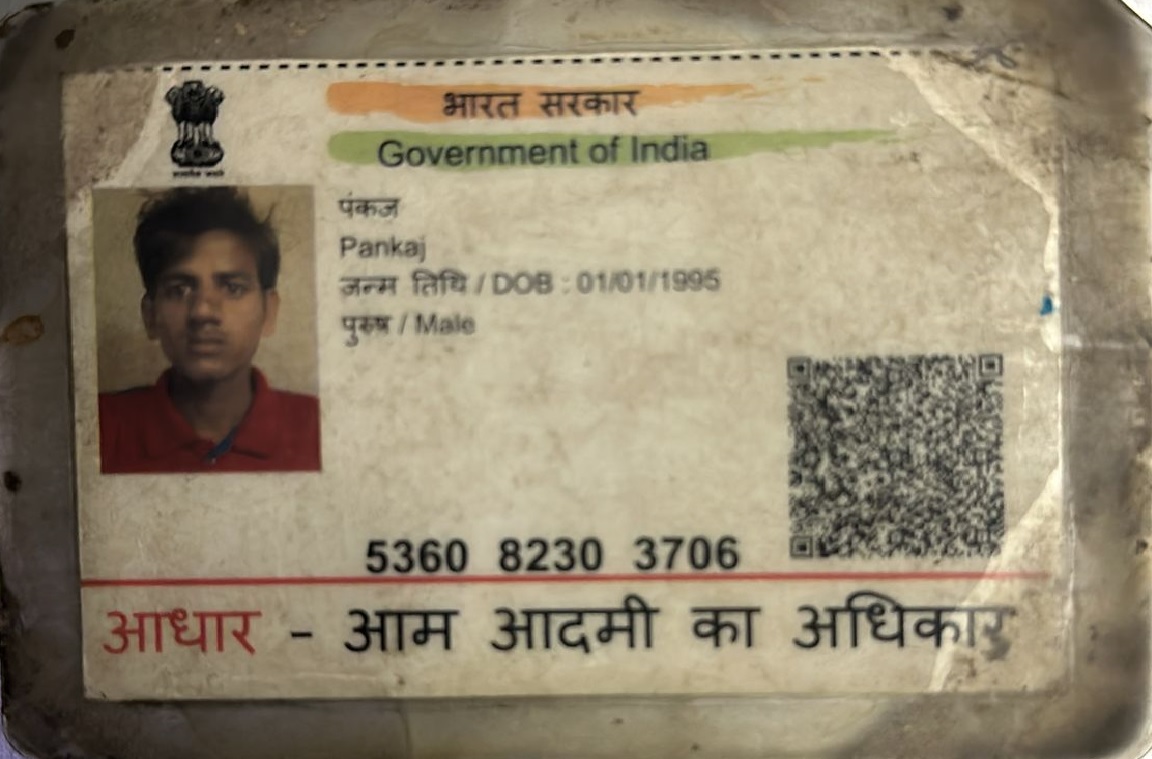 भारत सरकार
Government of India
पंकज
Pankaj
जन्म तिथि / DOB : 01/01/1995
पुरुष / Male
5360 8230 3706
आधार - आम आदमी का अधिकार